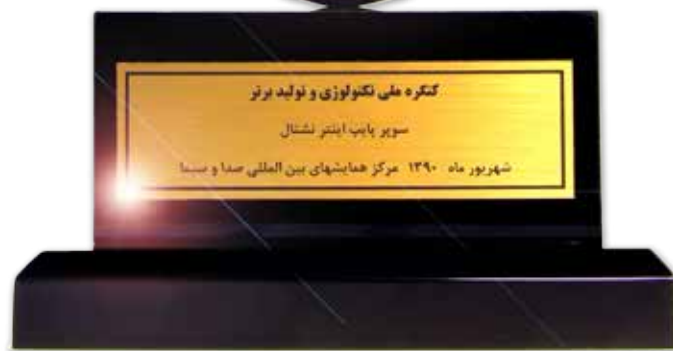 کنگره ملی تکنولوژی و تولید برتر
سوپر پایپ اینتر نشنال
شهریور ماه ۱۳۹۰ مرکز همایشهای بین المللی صدا و سیما